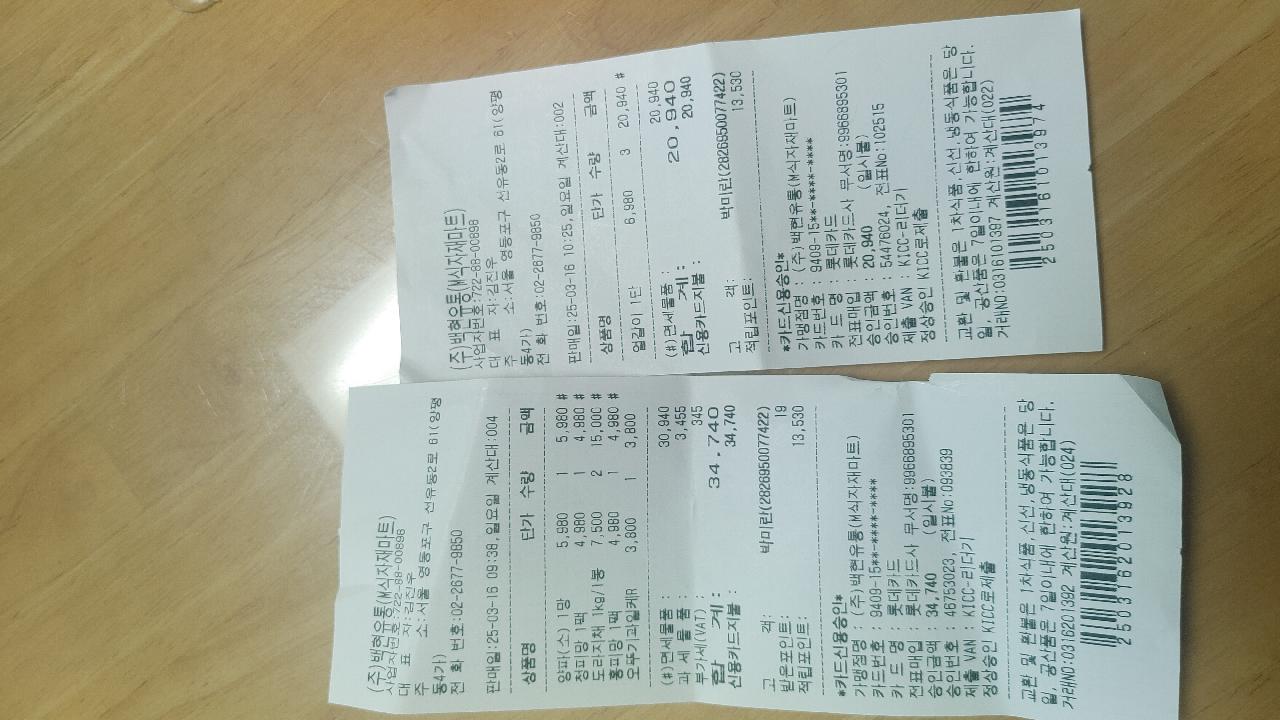 (주)백현유통(M식자재마트)
사업자번호:722-88-00898
대 표 자:김진우
주 소:서울 영등포구 선유동2로 61(양평
동4가)
전 화 번호:02-2677-9850
판매일:25-03-16 10:25,일요일 계산대:002
상품명 단가 수량 금액
얼갈이 1단
6,980 3 20,940 #
(#)면세물품: 20,940
합 계: 20,940
신용카드지불: 20,940
고 객: 박미란(2826950077422)
적립포인트: 13,530
*카드신용승인*
가맹점명 : (주)백현유통(M식자재마트)
카드번호 : 9409-15**-****-****
카 드 명 : 롯데카드
전표매입 : 롯데카드사 무서명:9966895301
승인금액 : 20,940 (일시불)
승인번호 : 54476024, 전표No:102515
제출 VAN : KICC-리더기
정상승인 KICC로제출
교환 및 환불은 1차식품,신선,냉동식품은 당
일, 공산품은 7일이내에 한하여 가능합니다.
거래NO:0316101397 계산원:계산대(022)
2503161013974
(주)백현유통(M식자재마트)
사업자번호:722-88-00898
대 표 자:김진우
주 소:서울 영등포구 선유동2로 61(양평
동4가)
전 화 번호:02-2677-9850
판매일:25-03-16 09:38,일요일 계산대:004
상품명 단가 수량 금액
양파(소) 1망 5,980 1 5,980 #
청피망 1팩 4,980 1 4,980 #
도라지채 1kg/1봉 7,500 2 15,000 #
홍피망 1팩 4,980 1 4,980 #
오뚜기과일케R 3,800 1 3,800
(#)면세물품 : 30,940
과 세 물 품 : 3,455
부가세(VAT) : 345
합 계 : 34,740
신용카드지불: 34,740
고 객: 박미란(2826950077422)
받은포인트: 19
적립포인트: 13,530
*카드신용승인*
가맹점명 : (주)백현유통(M식자재마트)
카드번호 : 9409-15**-****-****
카 드 명 : 롯데카드
전표매입 : 롯데카드사 무서명:9966895301
승인금액 : 34,740 (일시불)
승인번호 : 46753023, 전표No:093839
제출 VAN : KICC-리더기
정상승인 KICC로제출
교환 및 환불은 1차식품,신선,냉동식품은 당
일, 공산품은 7일이내에 한하여 가능합니다.
거래NO:0316201392 계산원:계산대(024)
2503162013928